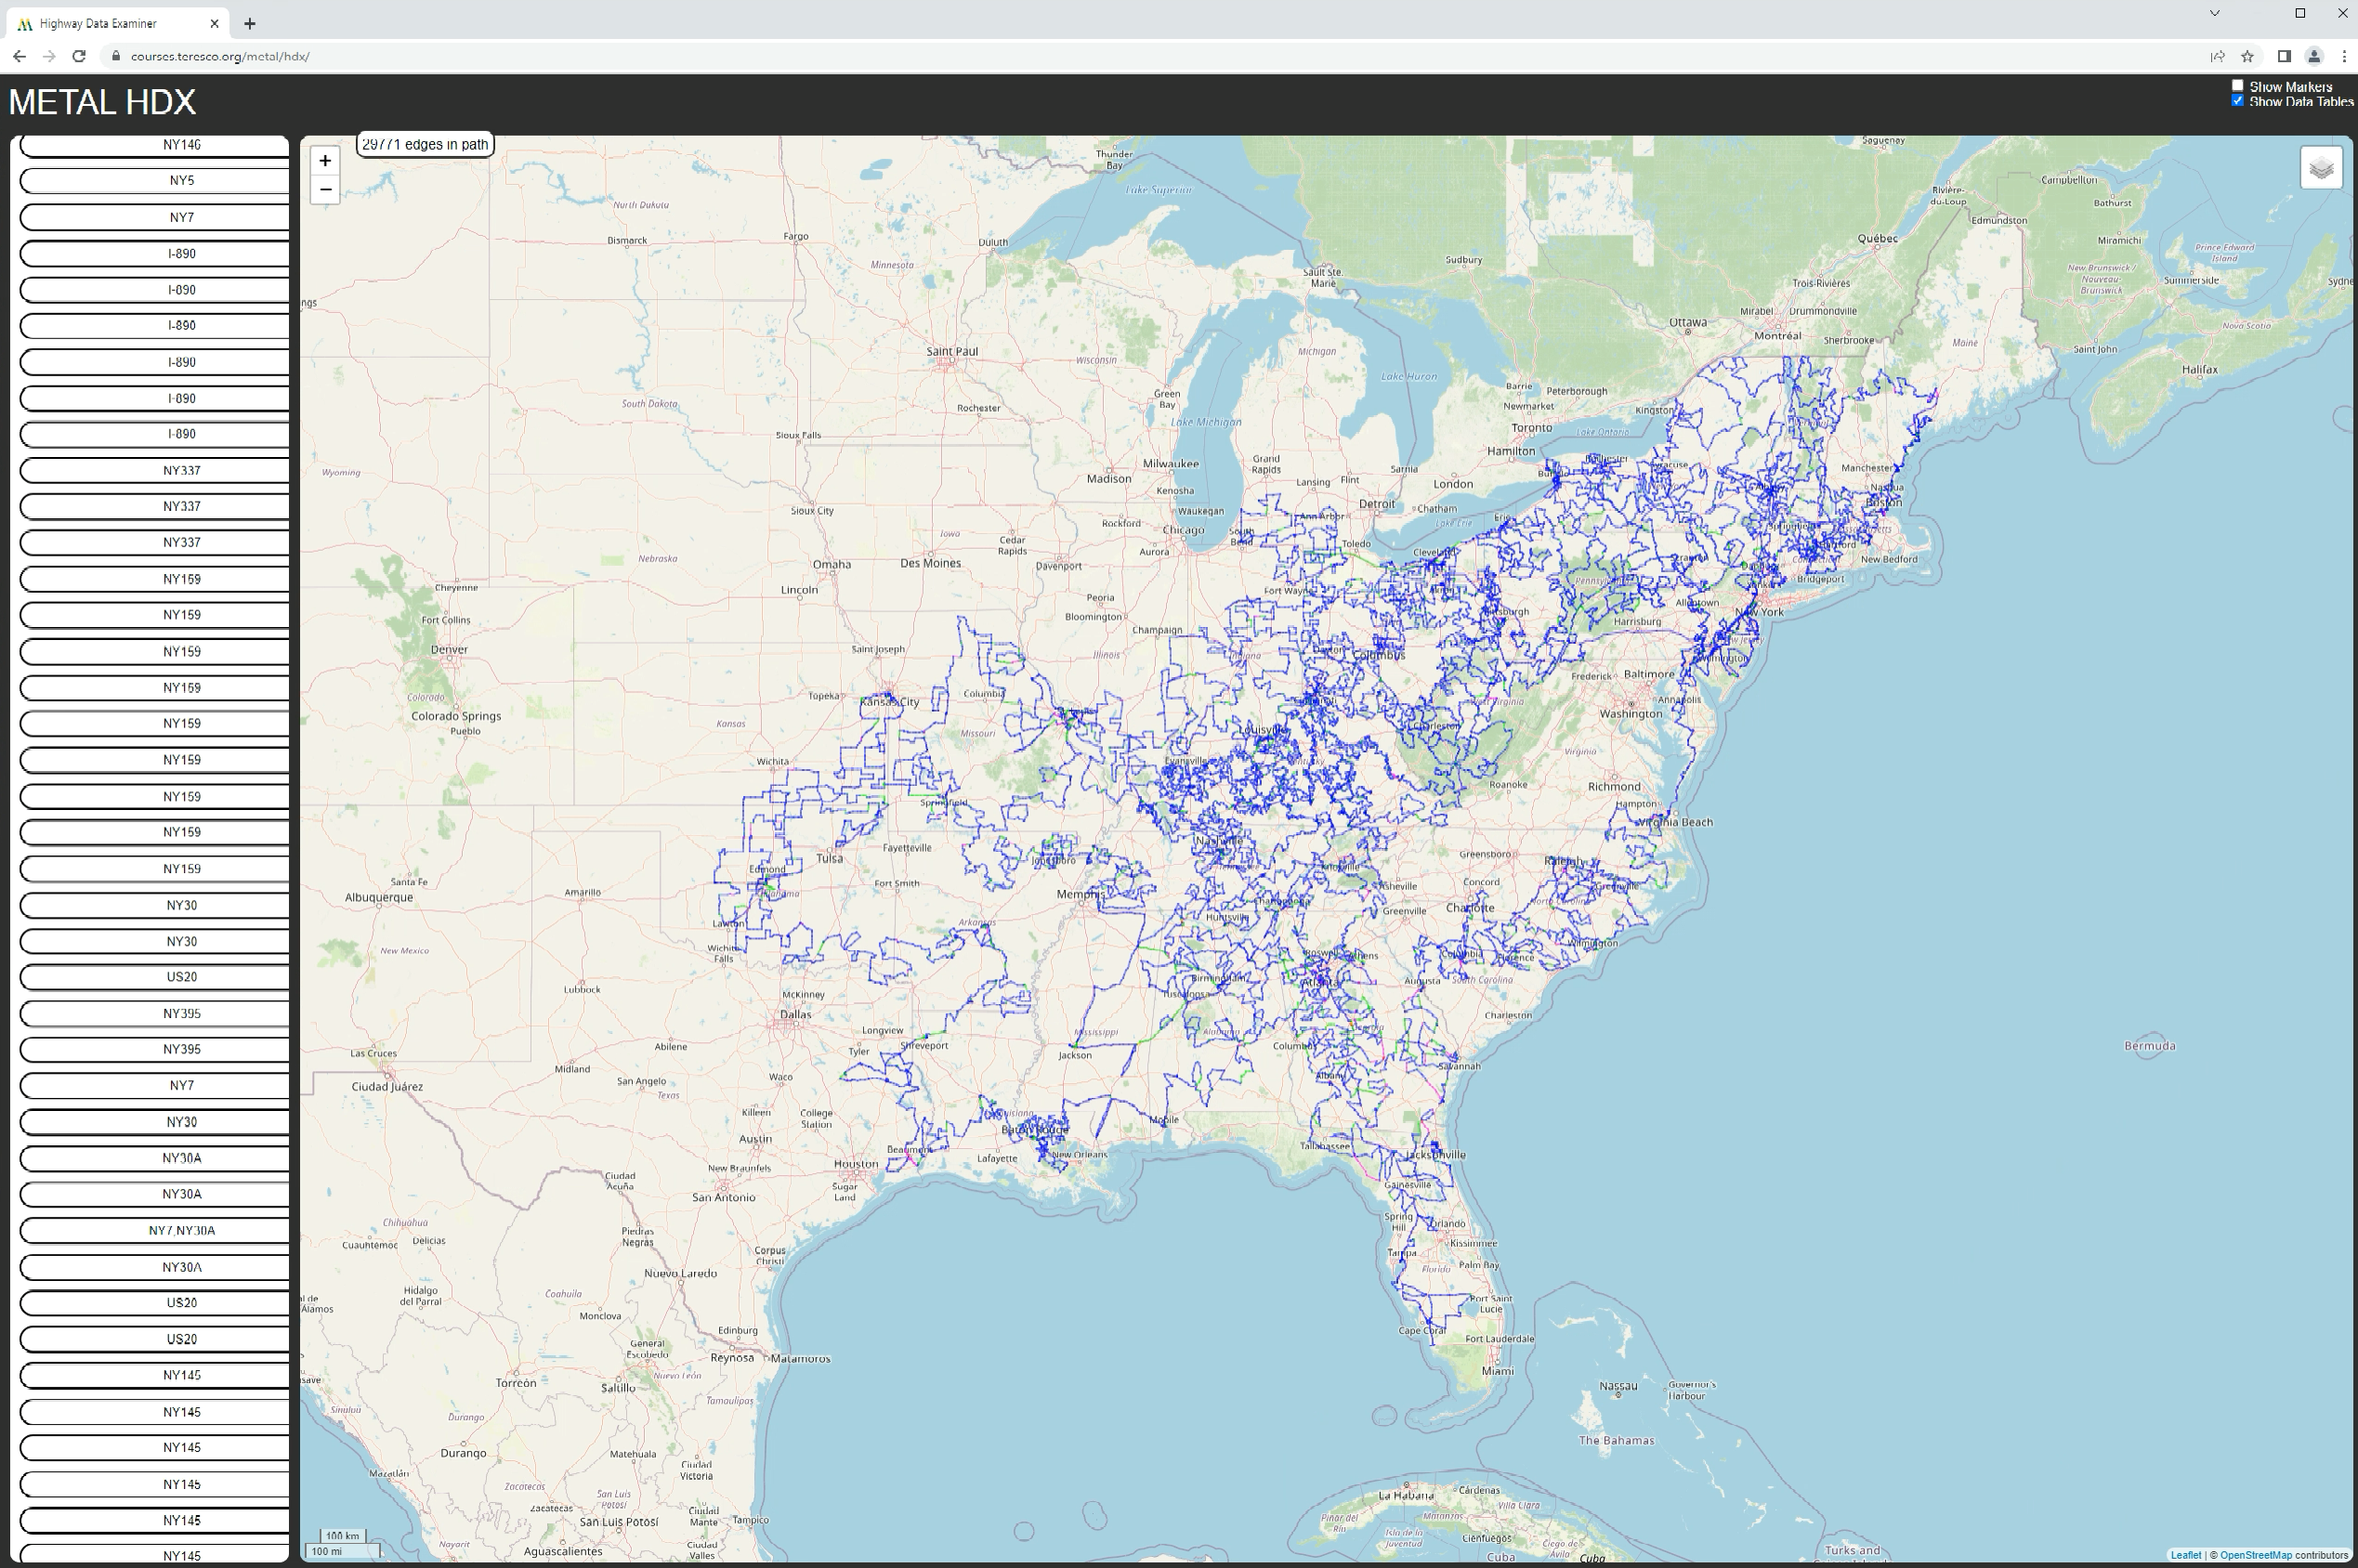 Highway Data Examiner
courses.teresco.org/metal/hdx/
METAL HDX
Show Markers
Show Data Tables
NY146
NY5
NY7
I-890
I-890
I-890
I-890
I-890
I-890
NY337
NY337
NY337
NY159
NY159
NY159
NY159
NY159
NY159
NY159
NY159
NY159
NY30
NY30
US20
NY395
NY395
NY7
NY30
NY30A
NY30A
NY7,NY30A
NY30A
US20
US20
NY145
NY145
NY145
NY145
NY145
NY145
+
−
29771 edges in path
Thunder Bay
Lake Superior
Saguenay
Rivière-du-Loup
Campbellton
Bathurst
Edmundston
Miramichi
Prince Edward Island
Québec
North Dakota
Bismarck
Fargo
Duluth
Minnesota
Sault Ste. Marie
Sudbury
Trois-Rivières
New Brunswick / Nouveau-Brunswick
Summerside
Mirabel
Drummondville
Ottawa
Montréal
Sherbrooke
Nova Scotia
Maine
Saint John
Halifax
Saint Paul
Wisconsin
Michigan
Lake Huron
Barrie
Peterborough
Newmarket
Kingston
Toronto
Lake Ontario
Hamilton
South Dakota
Rochester
Green Bay
Lake Michigan
Sioux Falls
Wyoming
Milwaukee
Madison
Kenosha
Grand Rapids
Lansing
Flint
Sarnia
London
Manchester
Nashua
Boston
Sioux City
Rockford
Waukegan
Chicago
Detroit
Chatham
Lake Erie
Erie
Ann Arbor
South Bend
Iowa
Cedar Rapids
Nebraska
Omaha
Des Moines
Davenport
Aurora
Toledo
Cleveland
New Bedford
Bridgeport
Cheyenne
Lincoln
Peoria
Fort Wayne
Pennsylvania
Allentown
New York
Fort Collins
Bloomington
Champaign
Harrisburg
Denver
Saint Joseph
Illinois
Indiana
Dayton
Columbus
Wilmington
Colorado
Topeka
Kansas City
Columbia
Frederick
Baltimore
Annapolis
Washington
Colorado Springs
Pueblo
Kansas
Missouri
Louisville
Charleston
West Virginia
Virginia
Wichita
Evansville
Roanoke
Richmond
Hampton
Virginia Beach
Springfield
Tulsa
Fayetteville
Jonesboro
Nashville
Knoxville
Greensboro
Raleigh
Greenville
Santa Fe
Albuquerque
Amarillo
Edmond
Fort Smith
Memphis
Asheville
Concord
Charlotte
Greenville
Huntsville
Chattanooga
North Carolina
New Mexico
Lawton
Wichita Falls
Arkansas
Roswell
Athens
Columbia
Florence
Wilmington
Lubbock
McKinney
Dallas
Birmingham
Tuscaloosa
Atlanta
Augusta
South Carolina
Charleston
Las Cruces
Ciudad Juárez
Abilene
Longview
Tyler
Shreveport
Mississippi
Jackson
Alabama
Savannah
Albany
Bermuda
Midland
San Angelo
Texas
Waco
Killeen
College Station
Austin
Louisiana
Baton Rouge
Mobile
Tallahassee
Jacksonville
Beaumont
Lafayette
New Orleans
Houston
Sugar Land
New Braunfels
San Antonio
Ciudad Acuña
Gainesville
Spring Hill
Orlando
Kissimmee
Tampa
Florida
Palm Bay
Chihuahua
Cuauhtémoc
Delicias
Piedras Negras
Corpus Christi
Nuevo Laredo
Hidalgo del Parral
Coahuila
Monclova
Port Saint Lucie
Cape Coral
Fort Lauderdale
Miami
Edinburg
General Escobedo
Reynosa
Matamoros
Torreón
Saltillo
Nuevo León
Tamaulipas
Nassau
Governor's Harbour
The Bahamas
Sinaloa
Durango
Durango
Matehuala
Ciudad Victoria
Mazatlán
Zacatecas
Zacatecas
San Luis Potosí
San Luis Potosí
Ciudad Mante
Tampico
Nayarit
Aguascalientes
Ciudad Valles
La Habana
Cárdenas
Villa Clara
Matanzas
Pinar del Río
Isla de la Juventud
Cienfuegos
Ciego de Ávila
Cuba
Cuba
Turks and
100 km
100 mi
Leaflet | © OpenStreetMap contributors